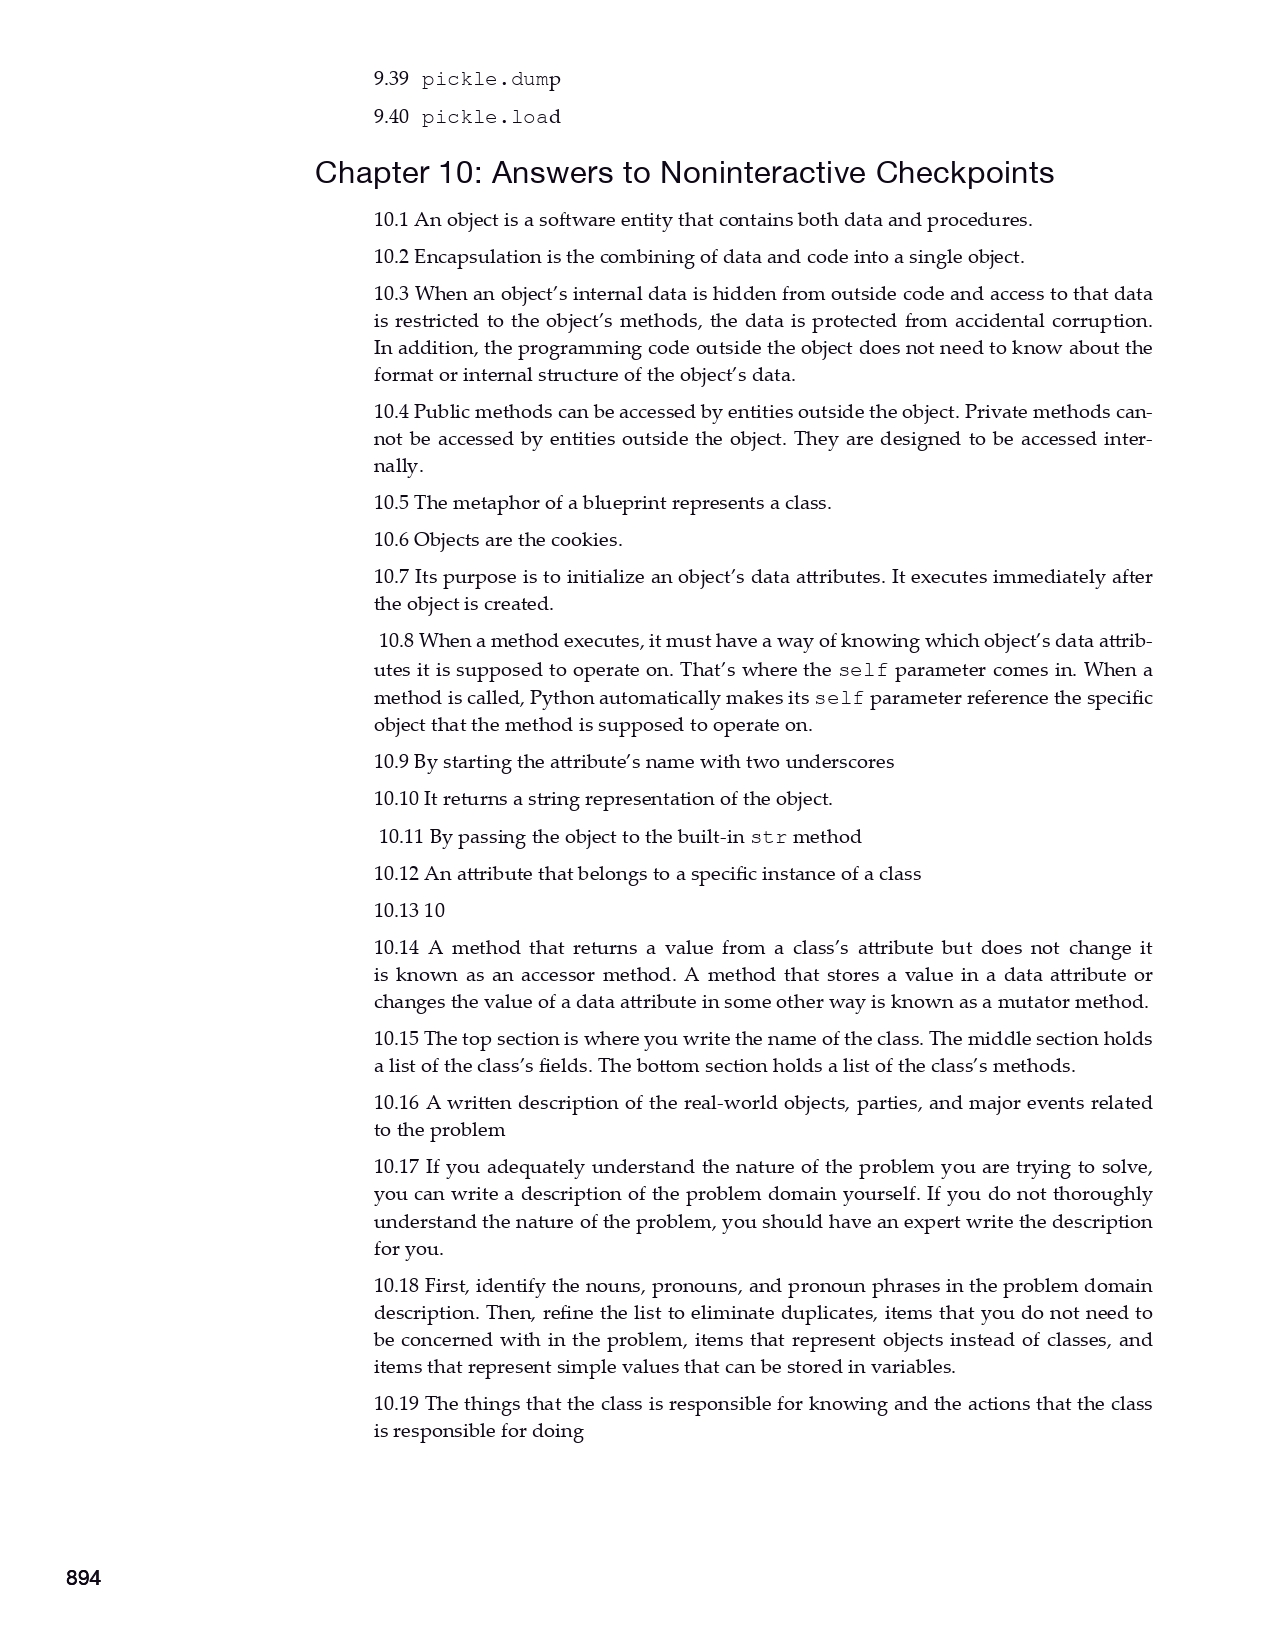 9.39 pickle.dump
9.40 pickle.load
Chapter 10: Answers to Noninteractive Checkpoints
10.1 An object is a software entity that contains both data and procedures.
10.2 Encapsulation is the combining of data and code into a single object.
10.3 When an object’s internal data is hidden from outside code and access to that data
is restricted to the object’s methods, the data is protected from accidental corruption.
In addition, the programming code outside the object does not need to know about the
format or internal structure of the object’s data.
10.4 Public methods can be accessed by entities outside the object. Private methods can-
not be accessed by entities outside the object. They are designed to be accessed inter-
nally.
10.5 The metaphor of a blueprint represents a class.
10.6 Objects are the cookies.
10.7 Its purpose is to initialize an object’s data attributes. It executes immediately after
the object is created.
10.8 When a method executes, it must have a way of knowing which object’s data attrib-
utes it is supposed to operate on. That’s where the self parameter comes in. When a
method is called, Python automatically makes its self parameter reference the specific
object that the method is supposed to operate on.
10.9 By starting the attribute’s name with two underscores
10.10 It returns a string representation of the object.
10.11 By passing the object to the built-in str method
10.12 An attribute that belongs to a specific instance of a class
10.13 10
10.14 A method that returns a value from a class’s attribute but does not change it
is known as an accessor method. A method that stores a value in a data attribute or
changes the value of a data attribute in some other way is known as a mutator method.
10.15 The top section is where you write the name of the class. The middle section holds
a list of the class’s fields. The bottom section holds a list of the class’s methods.
10.16 A written description of the real-world objects, parties, and major events related
to the problem
10.17 If you adequately understand the nature of the problem you are trying to solve,
you can write a description of the problem domain yourself. If you do not thoroughly
understand the nature of the problem, you should have an expert write the description
for you.
10.18 First, identify the nouns, pronouns, and pronoun phrases in the problem domain
description. Then, refine the list to eliminate duplicates, items that you do not need to
be concerned with in the problem, items that represent objects instead of classes, and
items that represent simple values that can be stored in variables.
10.19 The things that the class is responsible for knowing and the actions that the class
is responsible for doing
894